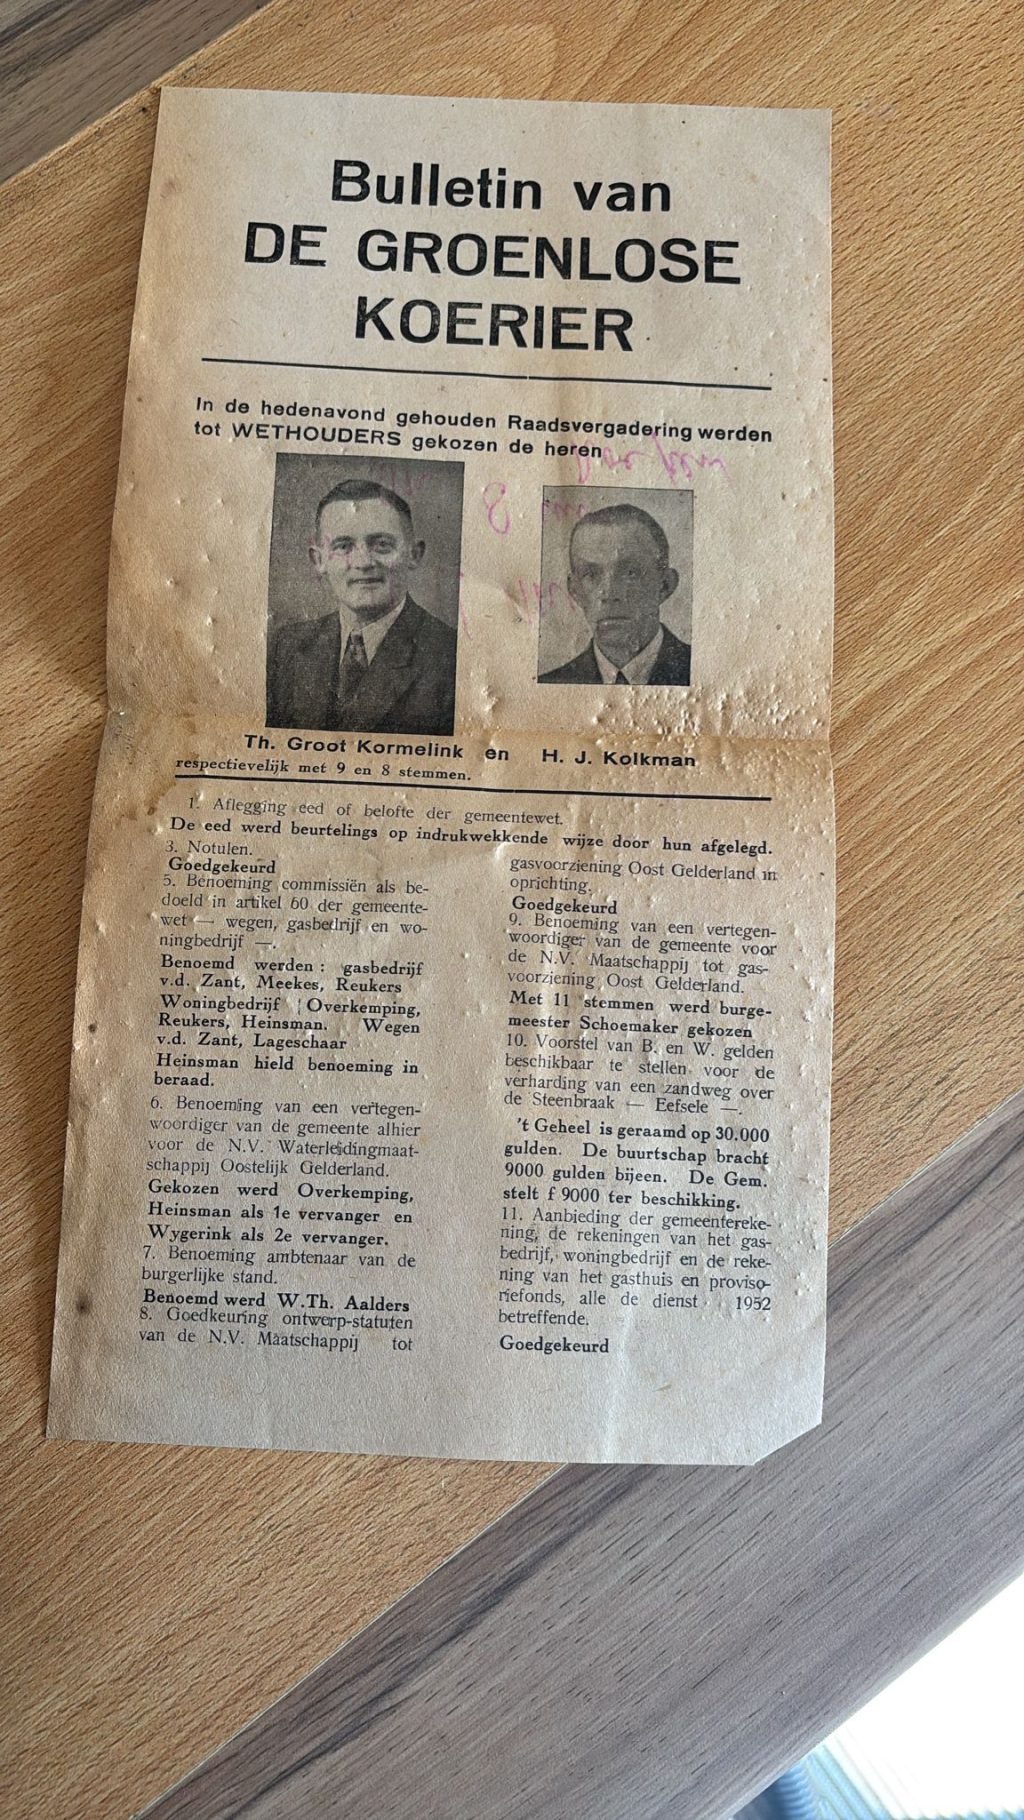 Bulletin van
DE GROENLOSE
KOERIER
In de hedenavond gehouden Raadsvergadering werden
tot WETHOUDERS gekozen de heren
Th. Groot Kormelink en H. J. Kolkman
respectievelijk met 9 en 8 stemmen.
1. Aflegging eed of belofte der gemeentewet.
De eed werd beurtelings op indrukwekkende wijze door hun afgelegd.
3. Notulen.
Goedgekeurd
5. Benoeming commissiën als be-
doeld in artikel 60 der gemeente-
wet — wegen, gasbedrijf en wo-
ningbedrijf —.
Benoemd werden : gasbedrijf
v.d. Zant, Meekes, Reukers
Woningbedrijf Overkemping,
Reukers, Heinsman. Wegen
v.d. Zant, Lageschaar
Heinsman hield benoeming in
beraad.
6. Benoeming van een vertegen-
woordiger van de gemeente alhier
voor de N.V. Waterleidingmaat-
schappij Oostelijk Gelderland.
Gekozen werd Overkemping,
Heinsman als 1e vervanger en
Wygerink als 2e vervanger.
7. Benoeming ambtenaar van de
burgerlijke stand.
Benoemd werd W.Th. Aalders
8. Goedkeuring ontwerp-statuten
van de N.V. Maatschappij tot
gasvoorziening Oost Gelderland in
oprichting.
Goedgekeurd
9. Benoeming van een vertegen-
woordiger van de gemeente voor
de N.V. Maatschappij tot gas-
voorziening Oost Gelderland.
Met 11 stemmen werd burge-
meester Schoemaker gekozen
10. Voorstel van B. en W. gelden
beschikbaar te stellen voor de
verharding van een zandweg over
de Steenbraak — Eefsele —.
't Geheel is geraamd op 30.000
gulden. De buurtschap bracht
9000 gulden bijeen. De Gem.
stelt f 9000 ter beschikking.
11. Aanbieding der gemeentereke-
ning, de rekeningen van het gas-
bedrijf, woningbedrijf en de reke-
ning van het gasthuis en proviso-
riefonds, alle de dienst 1952
betreffende.
Goedgekeurd